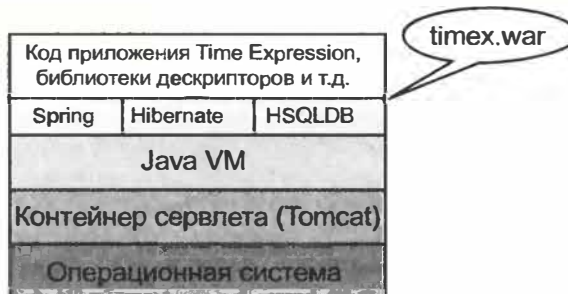 timex.war
Код приложения Time Expression,
библиотеки дескрипторов и т.д.
Spring Hibernate HSQLDB
Java VM
Контейнер сервлета (Tomcat)
Операционная система